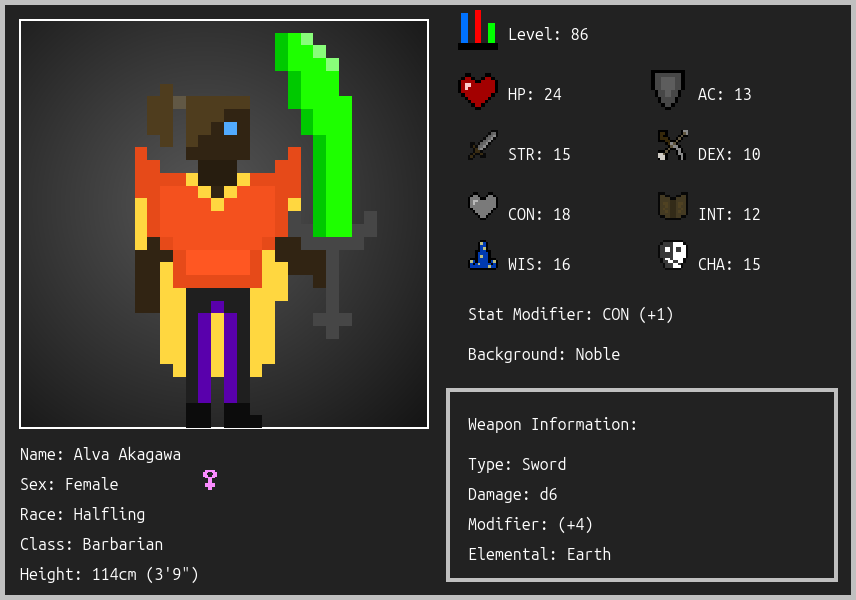 Level: 86
HP: 24
AC: 13
STR: 15
DEX: 10
CON: 18
INT: 12
WIS: 16
CHA: 15
Stat Modifier: CON (+1)
Background: Noble
Name: Alva Akagawa
Sex: Female
Race: Halfling
Class: Barbarian
Height: 114cm (3'9")
Weapon Information:
Type: Sword
Damage: d6
Modifier: (+4)
Elemental: Earth